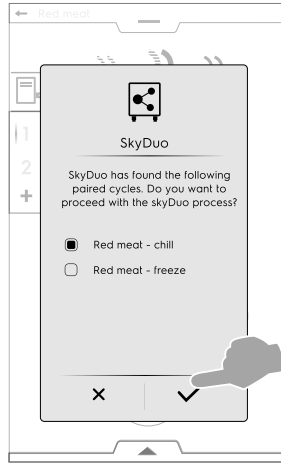 Red meat
1
2
+
SkyDuo
SkyDuo has found the following
paired cycles. Do you want to
proceed with the skyDuo process?
Red meat - chill
Red meat - freeze